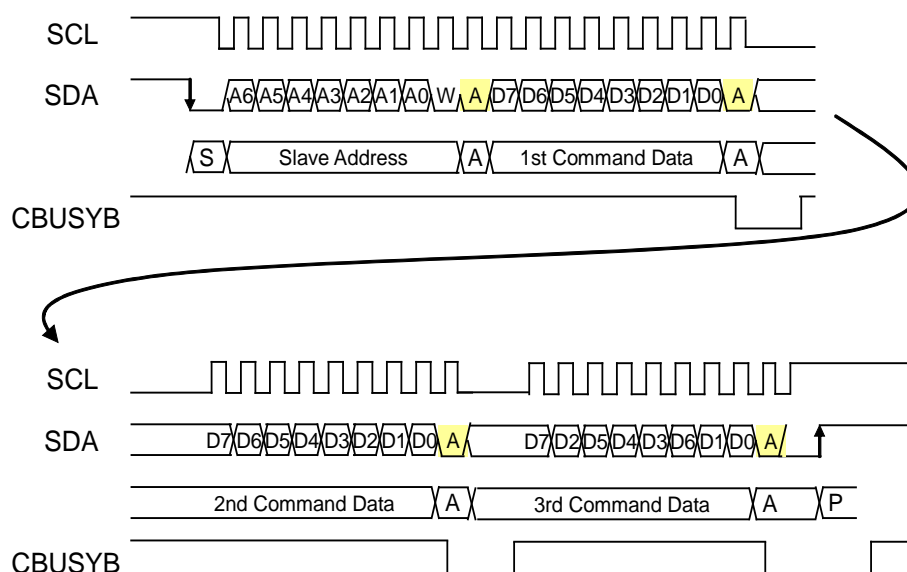 SCL
SDA A6 A5 A4 A3 A2 A1 A0 W A D7 D6 D5 D4 D3 D2 D1 D0 A
S Slave Address A 1st Command Data A
CBUSYB
SCL
SDA D7 D6 D5 D4 D3 D2 D1 D0 A D7 D2 D5 D4 D3 D6 D1 D0 A
2nd Command Data A 3rd Command Data A P
CBUSYB